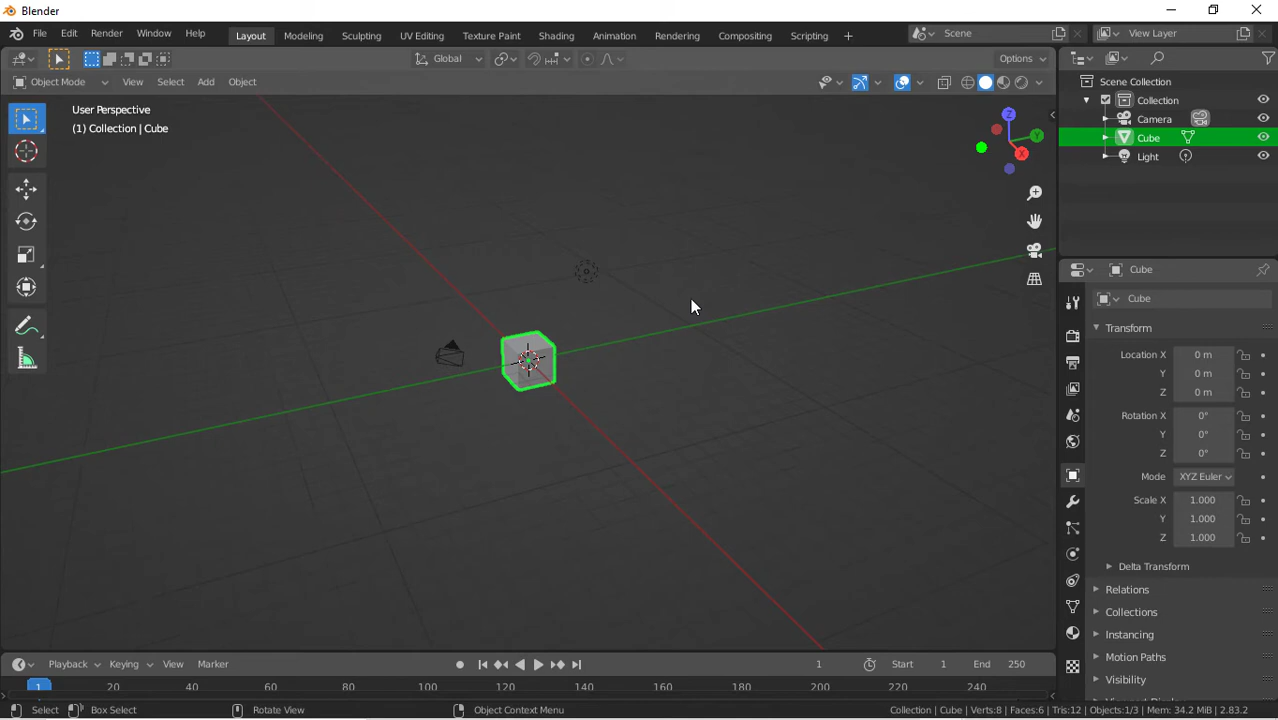 Blender
File Edit Render Window Help Layout Modeling Sculpting UV Editing Texture Paint Shading Animation Rendering Compositing Scripting + Scene View Layer
Global Options
Object Mode View Select Add Object
User Perspective
(1) Collection | Cube
Z
Y
X
Scene Collection
Collection
Camera
Cube
Light
Cube
Cube
Transform
Location X 0 m
Y 0 m
Z 0 m
Rotation X 0°
Y 0°
Z 0°
Mode XYZ Euler
Scale X 1.000
Y 1.000
Z 1.000
Delta Transform
Relations
Collections
Instancing
Motion Paths
Visibility
Playback Keying View Marker 1 Start 1 End 250
1 20 40 60 80 100 120 140 160 180 200 220 240
Select Box Select Rotate View Object Context Menu Collection | Cube | Verts:8 | Faces:6 | Tris:12 | Objects:1/3 | Mem: 34.2 MiB | 2.83.2